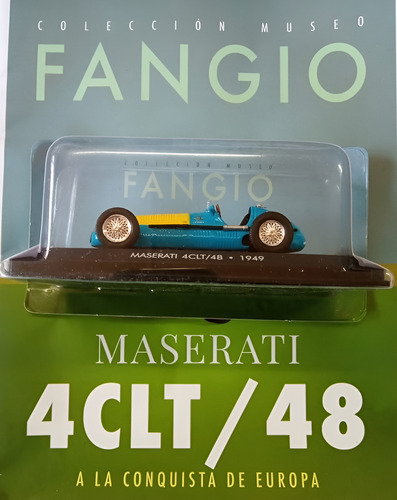 COLECCIÓN MUSEO
FANGIO
COLECCIÓN MUSEO
FANGIO
MASERATI 4CLT/48 • 1949
MASERATI
4CLT/48
A LA CONQUISTA DE EUROPA